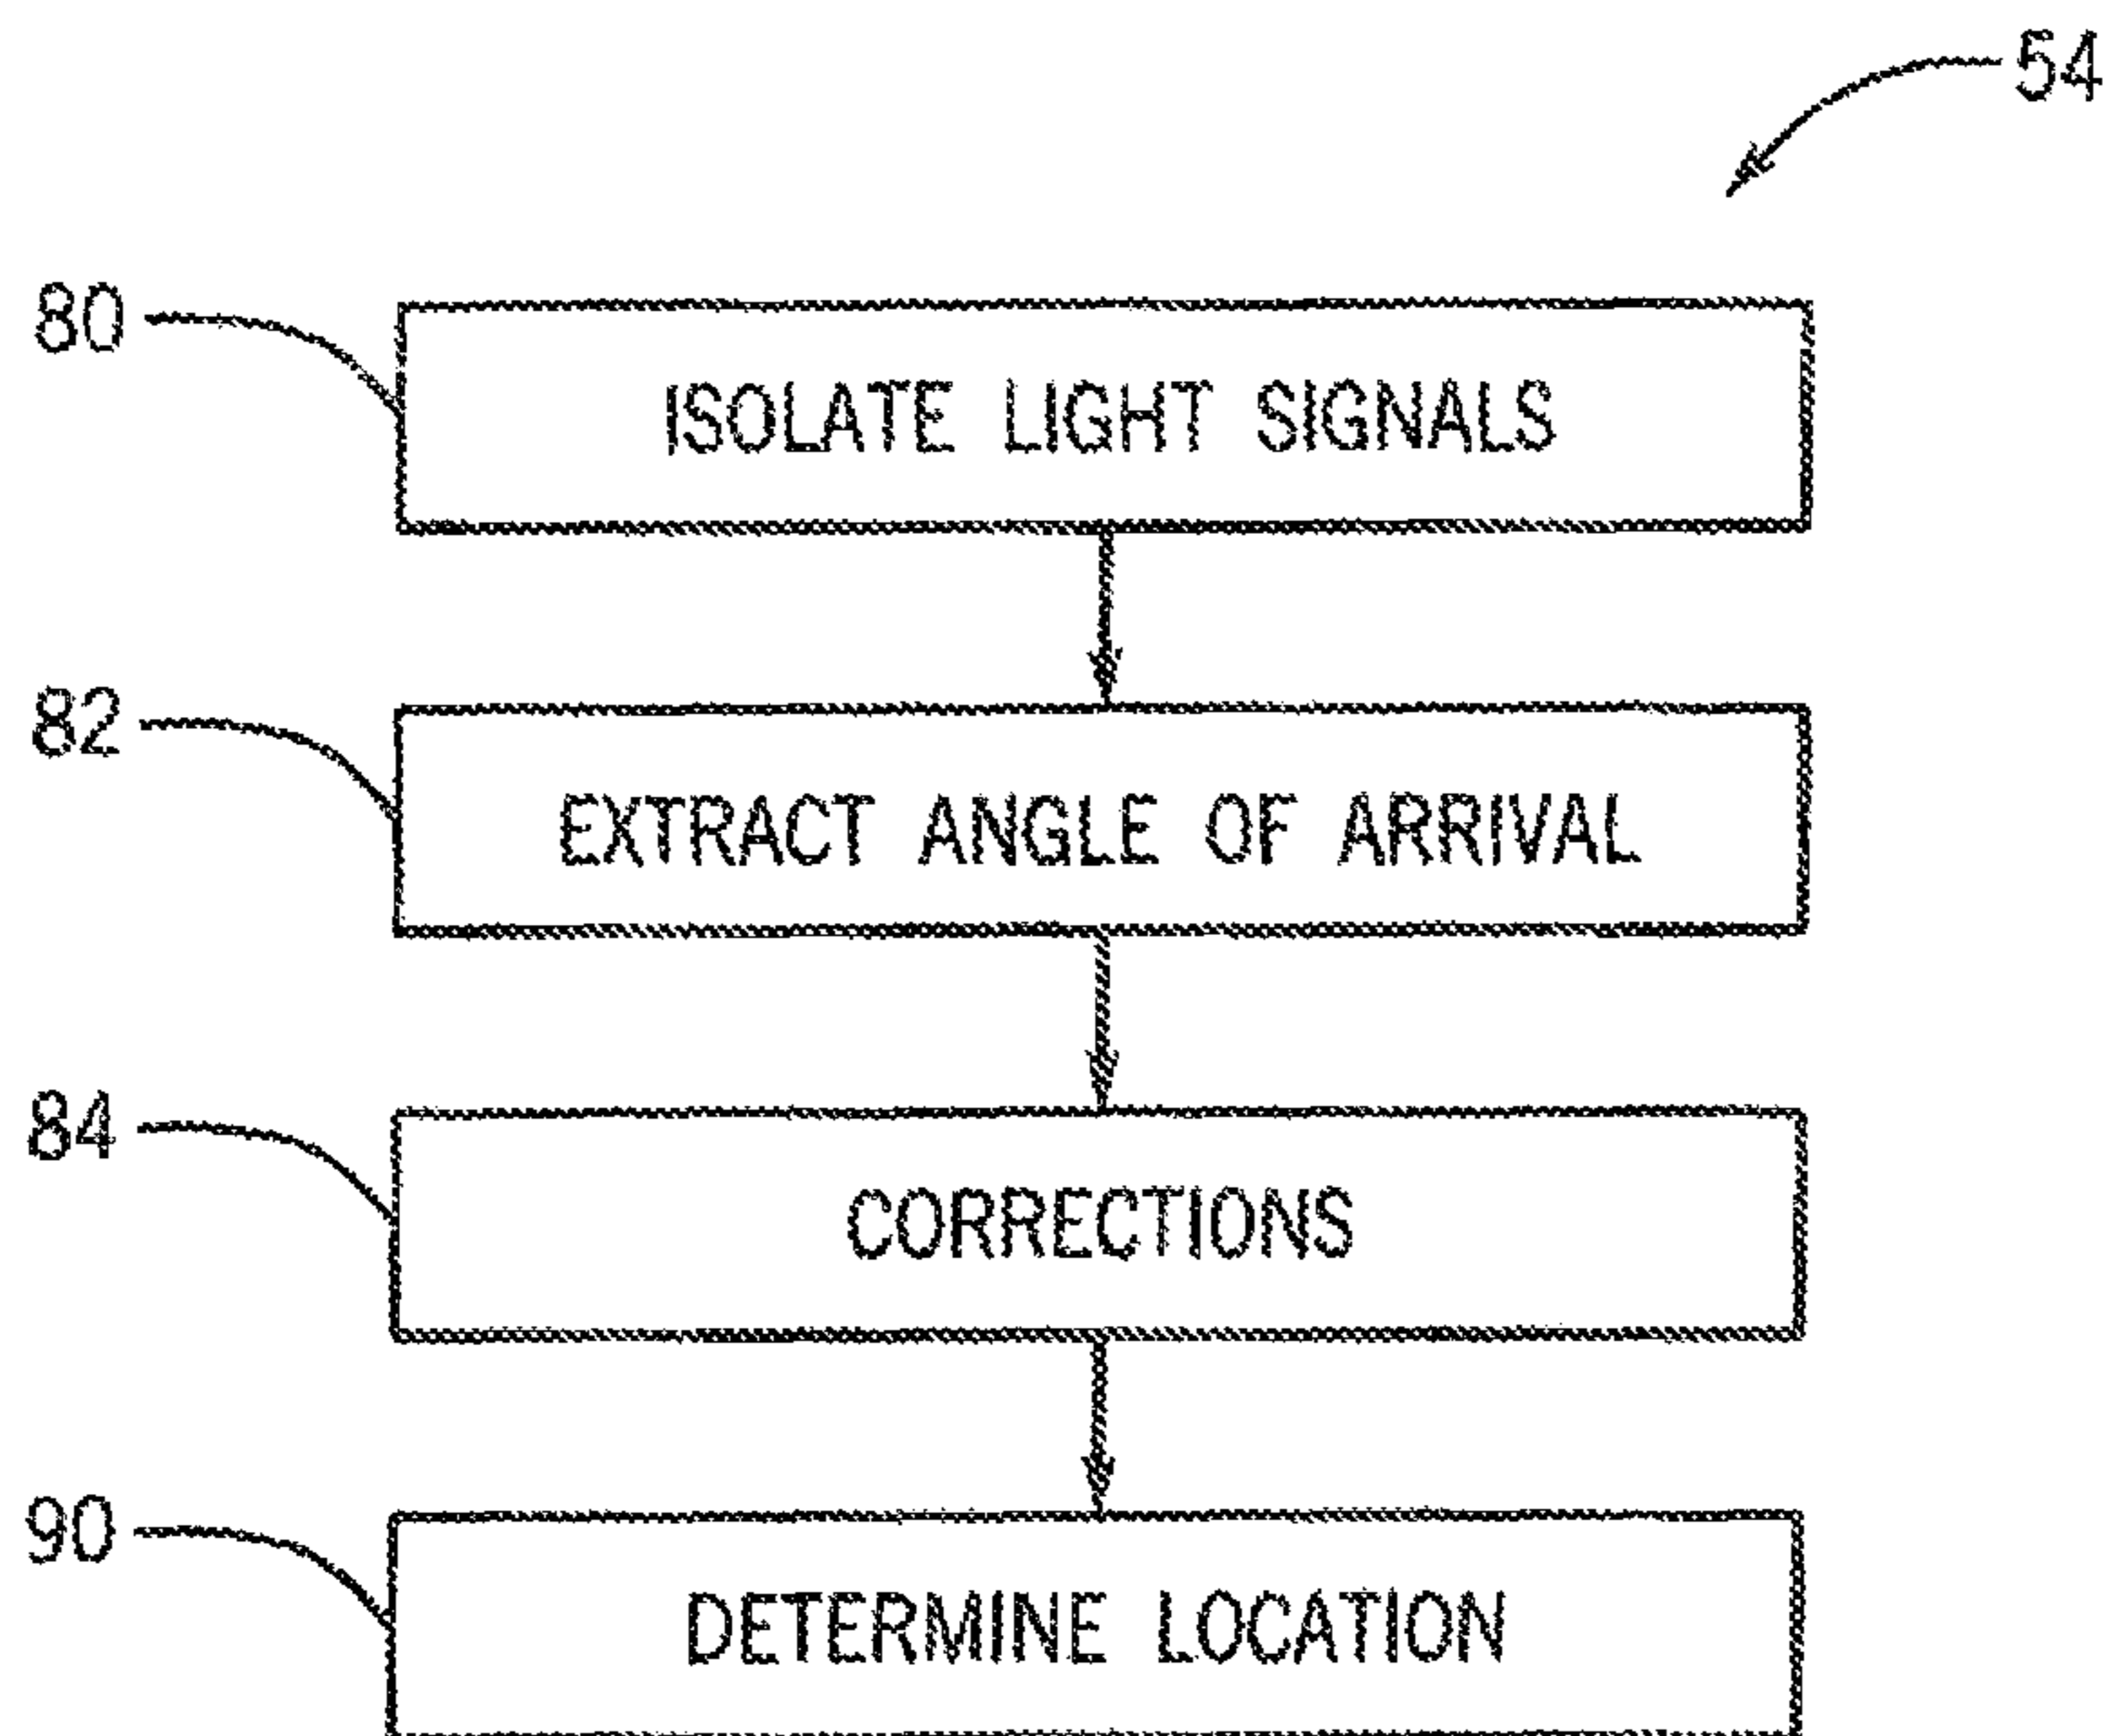 54
80
ISOLATE LIGHT SIGNALS
82
EXTRACT ANGLE OF ARRIVAL
84
CORRECTIONS
90
DETERMINE LOCATION